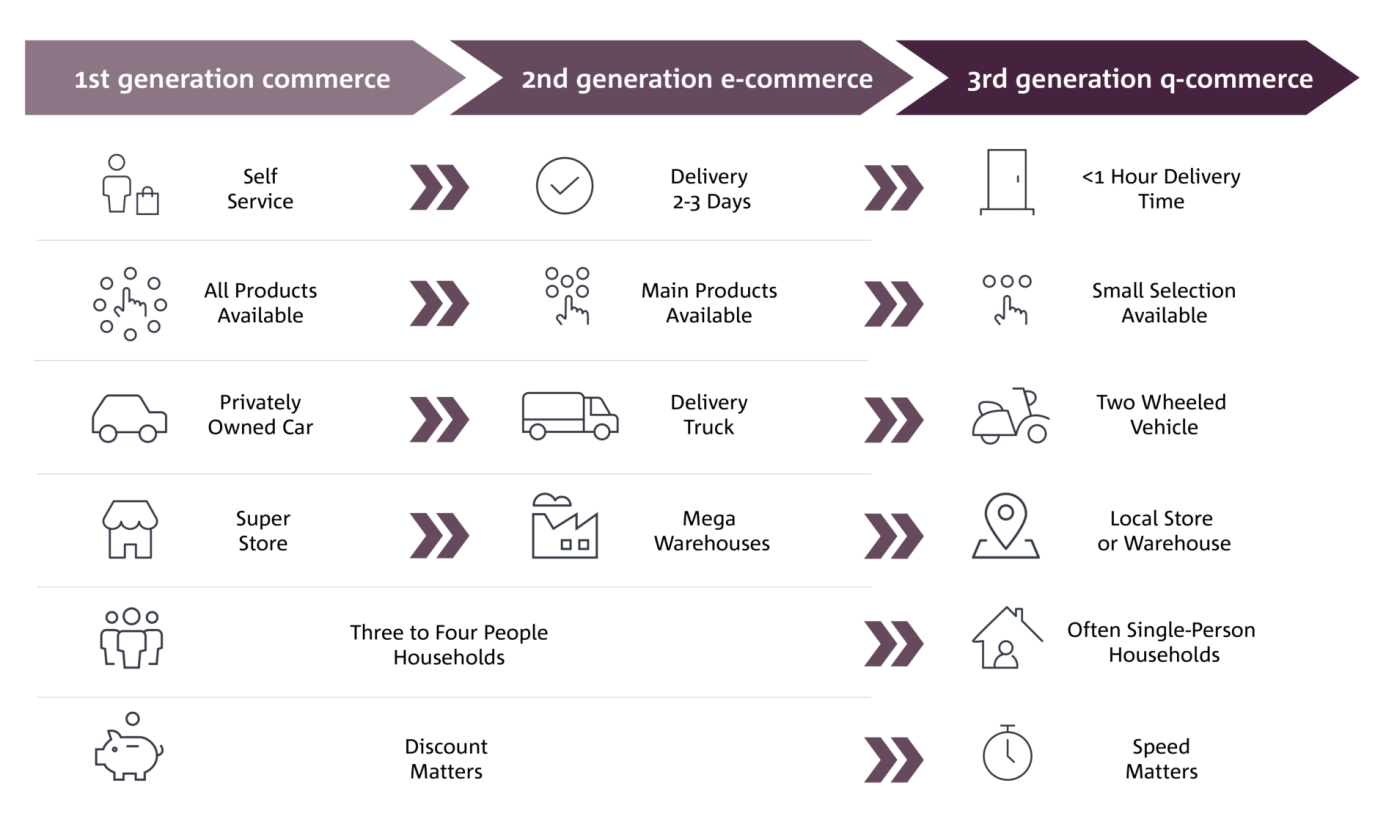 1st generation commerce
2nd generation e-commerce
3rd generation q-commerce
Self
Service
Delivery
2-3 Days
<1 Hour Delivery
Time
All Products
Available
Main Products
Available
Small Selection
Available
Privately
Owned Car
Delivery
Truck
Two Wheeled
Vehicle
Super
Store
Mega
Warehouses
Local Store
or Warehouse
Three to Four People
Households
Often Single-Person
Households
Discount
Matters
Speed
Matters